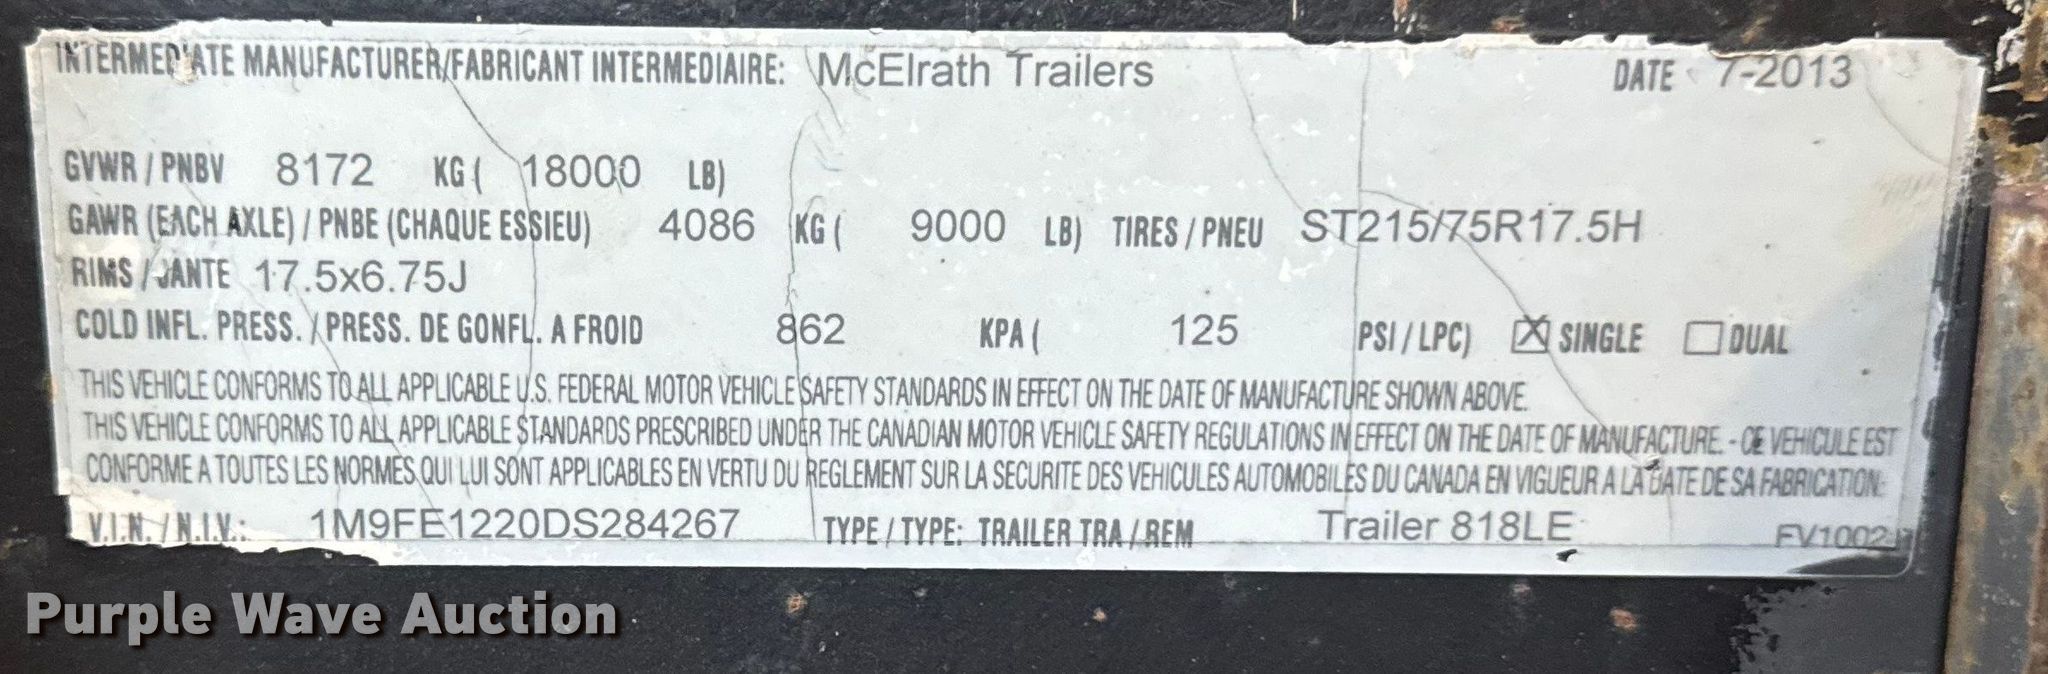 INTERMEDIATE MANUFACTURER/FABRICANT INTERMEDIAIRE: McElrath Trailers DATE 7-2013
GVWR / PNBV 8172 KG ( 18000 LB)
GAWR (EACH AXLE) / PNBE (CHAQUE ESSIEU) 4086 KG ( 9000 LB) TIRES / PNEU ST215/75R17.5H
RIMS / JANTE 17.5x6.75J
COLD INFL. PRESS. / PRESS. DE GONFL. A FROID 862 KPA ( 125 PSI / LPC) ☒ SINGLE ☐ DUAL
THIS VEHICLE CONFORMS TO ALL APPLICABLE U.S. FEDERAL MOTOR VEHICLE SAFETY STANDARDS IN EFFECT ON THE DATE OF MANUFACTURE SHOWN ABOVE.
THIS VEHICLE CONFORMS TO ALL APPLICABLE STANDARDS PRESCRIBED UNDER THE CANADIAN MOTOR VEHICLE SAFETY REGULATIONS IN EFFECT ON THE DATE OF MANUFACTURE. - CE VEHICULE EST
CONFORME A TOUTES LES NORMES QUI LUI SONT APPLICABLES EN VERTU DU REGLEMENT SUR LA SECURITE DES VEHICULES AUTOMOBILES DU CANADA EN VIGUEUR A LA DATE DE SA FABRICATION.
V.I.N. / N.I.V.: 1M9FE1220DS284267 TYPE / TYPE: TRAILER TRA / REM Trailer 818LE FV1002
Purple Wave Auction